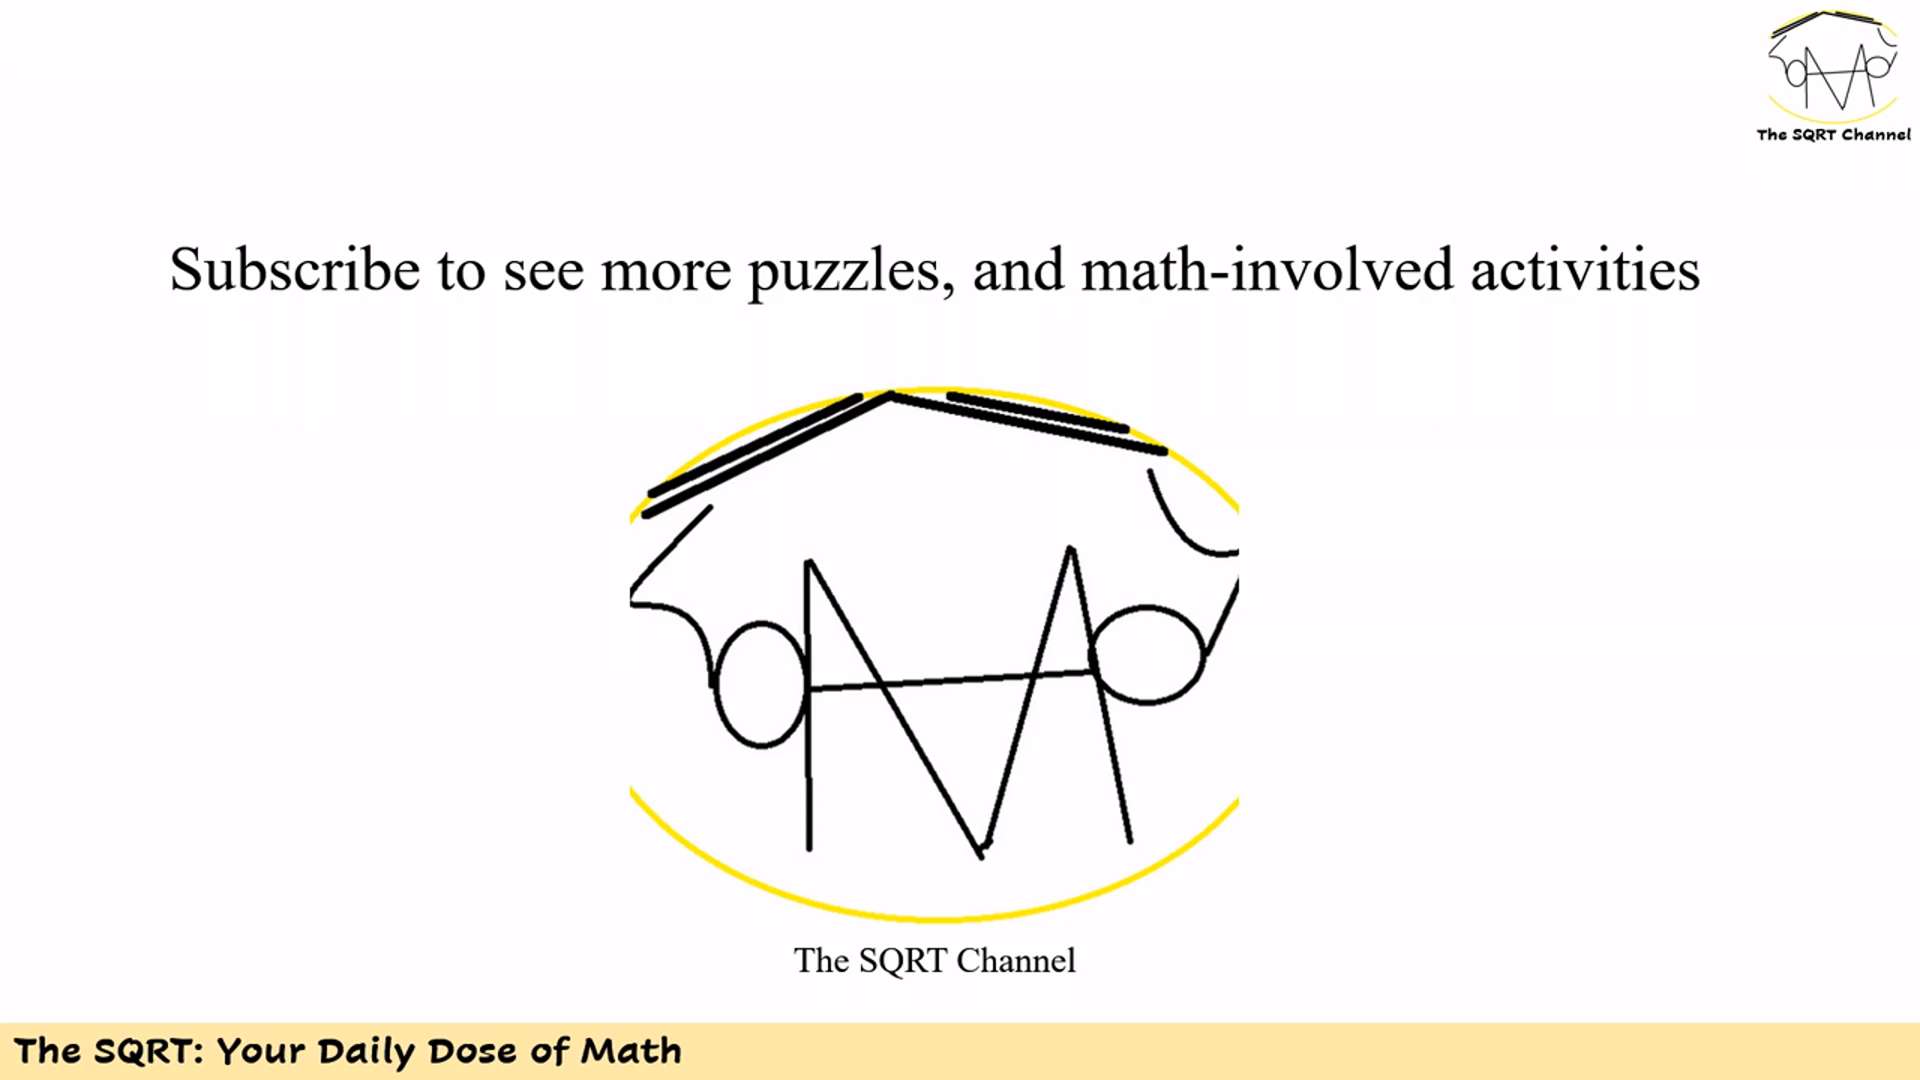 The SQRT Channel
Subscribe to see more puzzles, and math-involved activities
The SQRT Channel
The SQRT: Your Daily Dose of Math